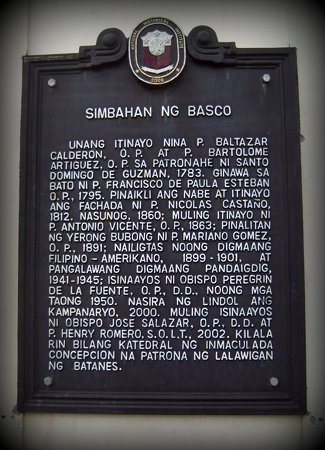 SIMBAHAN NG BASCO
UNANG ITINAYO NINA P. BALTAZAR
CALDERON, O.P. AT P. BARTOLOME
ARTIGUEZ, O.P. SA PATRONAHE NI SANTO
DOMINGO DE GUZMAN, 1783. GINAWA SA
BATO NI P. FRANCISCO DE PAULA ESTEBAN
O.P., 1795. PINAIKLI ANG NABE AT ITINAYO
ANG FACHADA NI P. NICOLAS CASTAÑO,
1812. NASUNOG, 1860; MULING ITINAYO NI
P. ANTONIO VICENTE, O.P., 1863; PINALITAN
NG YERONG BUBONG NI P. MARIANO GOMEZ,
O.P., 1891; NAILIGTAS NOONG DIGMAANG
FILIPINO - AMERIKANO, 1899-1901, AT
PANGALAWANG DIGMAANG PANDAIGDIG,
1941-1945; ISINAAYOS NI OBISPO PEREGRIN
DE LA FUENTE, O.P., D.D., NOONG MGA
TAONG 1950. NASIRA NG LINDOL ANG
KAMPANARYO, 2000. MULING ISINAAYOS
NI OBISPO JOSE SALAZAR, O.P., D.D. AT
P. HENRY ROMERO, S.O.L.T., 2002. KILALA
RIN BILANG KATEDRAL NG INMACULADA
CONCEPCION NA PATRONA NG LALAWIGAN
NG BATANES.